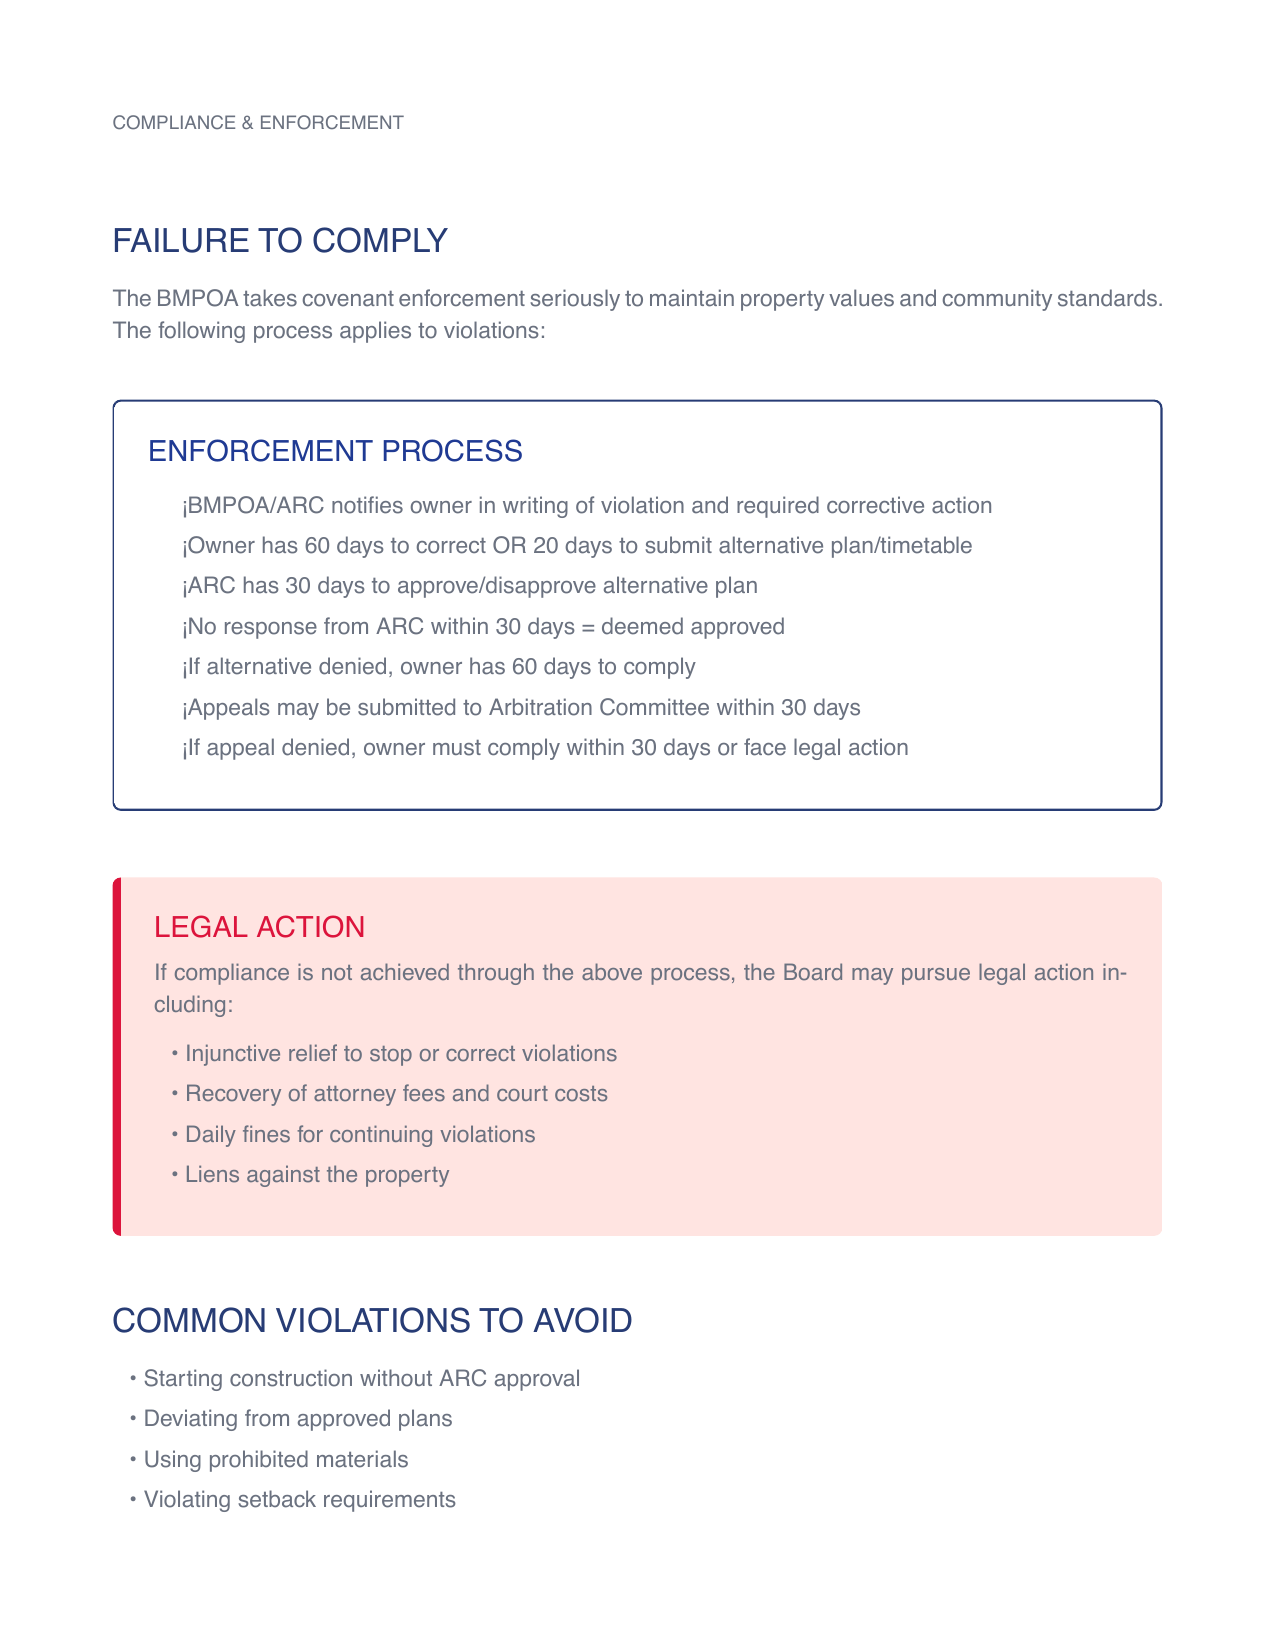 COMPLIANCE & ENFORCEMENT
FAILURE TO COMPLY
The BMPOA takes covenant enforcement seriously to maintain property values and community standards.
The following process applies to violations:
ENFORCEMENT PROCESS
¡BMPOA/ARC notifies owner in writing of violation and required corrective action
¡Owner has 60 days to correct OR 20 days to submit alternative plan/timetable
¡ARC has 30 days to approve/disapprove alternative plan
¡No response from ARC within 30 days = deemed approved
¡If alternative denied, owner has 60 days to comply
¡Appeals may be submitted to Arbitration Committee within 30 days
¡If appeal denied, owner must comply within 30 days or face legal action
LEGAL ACTION
If compliance is not achieved through the above process, the Board may pursue legal action in-
cluding:
• Injunctive relief to stop or correct violations
• Recovery of attorney fees and court costs
• Daily fines for continuing violations
• Liens against the property
COMMON VIOLATIONS TO AVOID
• Starting construction without ARC approval
• Deviating from approved plans
• Using prohibited materials
• Violating setback requirements